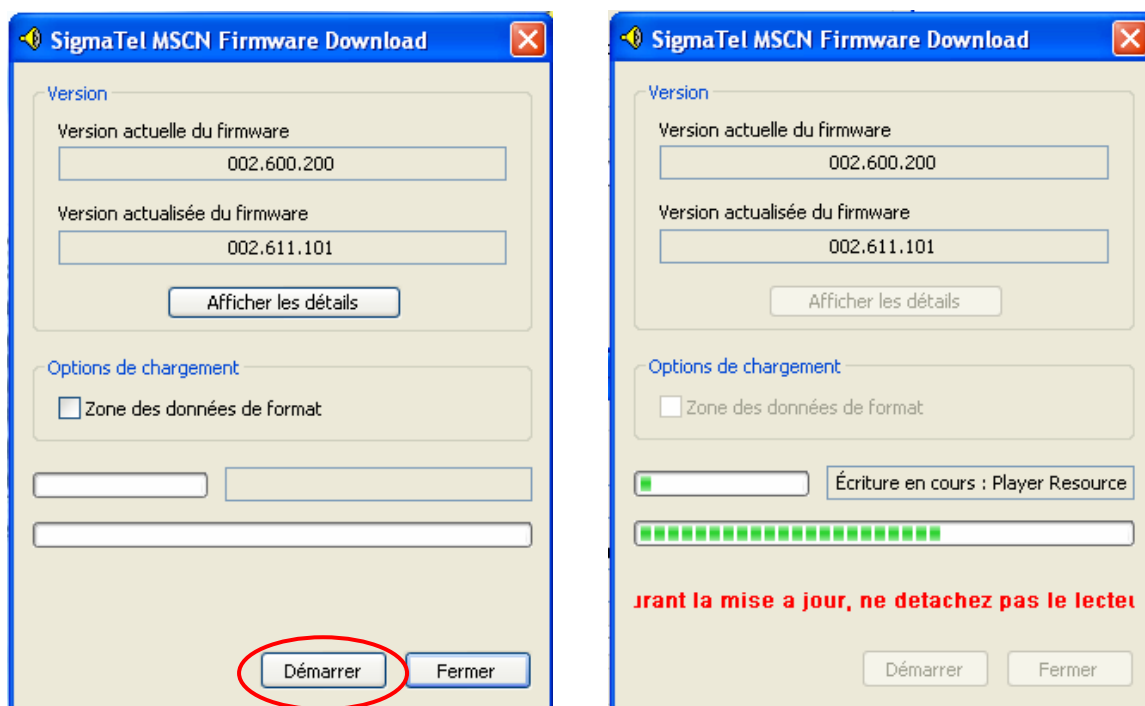 SigmaTel MSCN Firmware Download
Version
Version actuelle du firmware
002.600.200
Version actualisée du firmware
002.611.101
Afficher les détails
Options de chargement
Zone des données de format
Démarrer
Fermer
SigmaTel MSCN Firmware Download
Version
Version actuelle du firmware
002.600.200
Version actualisée du firmware
002.611.101
Afficher les détails
Options de chargement
Zone des données de format
Écriture en cours : Player Resource
urant la mise a jour, ne detachez pas le lecteu
Démarrer
Fermer